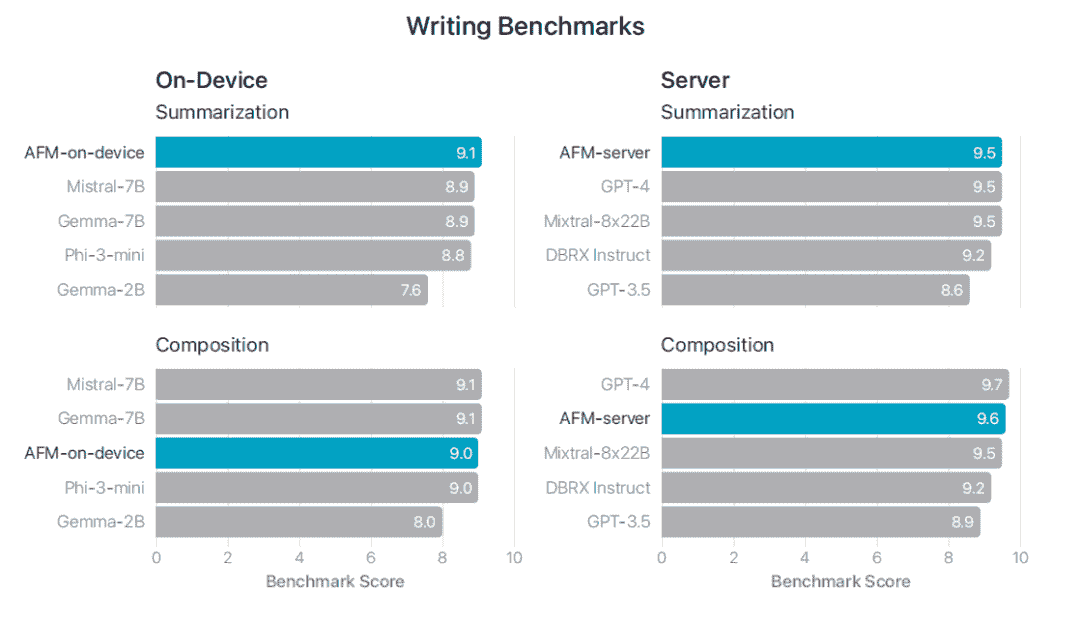 Writing Benchmarks
On-Device
Summarization
AFM-on-device 9.1
Mistral-7B 8.9
Gemma-7B 8.9
Phi-3-mini 8.8
Gemma-2B 7.6
Composition
Mistral-7B 9.1
Gemma-7B 9.1
AFM-on-device 9.0
Phi-3-mini 9.0
Gemma-2B 8.0
0 2 4 6 8 10
Benchmark Score
Server
Summarization
AFM-server 9.5
GPT-4 9.5
Mixtral-8x22B 9.5
DBRX Instruct 9.2
GPT-3.5 8.6
Composition
GPT-4 9.7
AFM-server 9.6
Mixtral-8x22B 9.5
DBRX Instruct 9.2
GPT-3.5 8.9
0 2 4 6 8 10
Benchmark Score